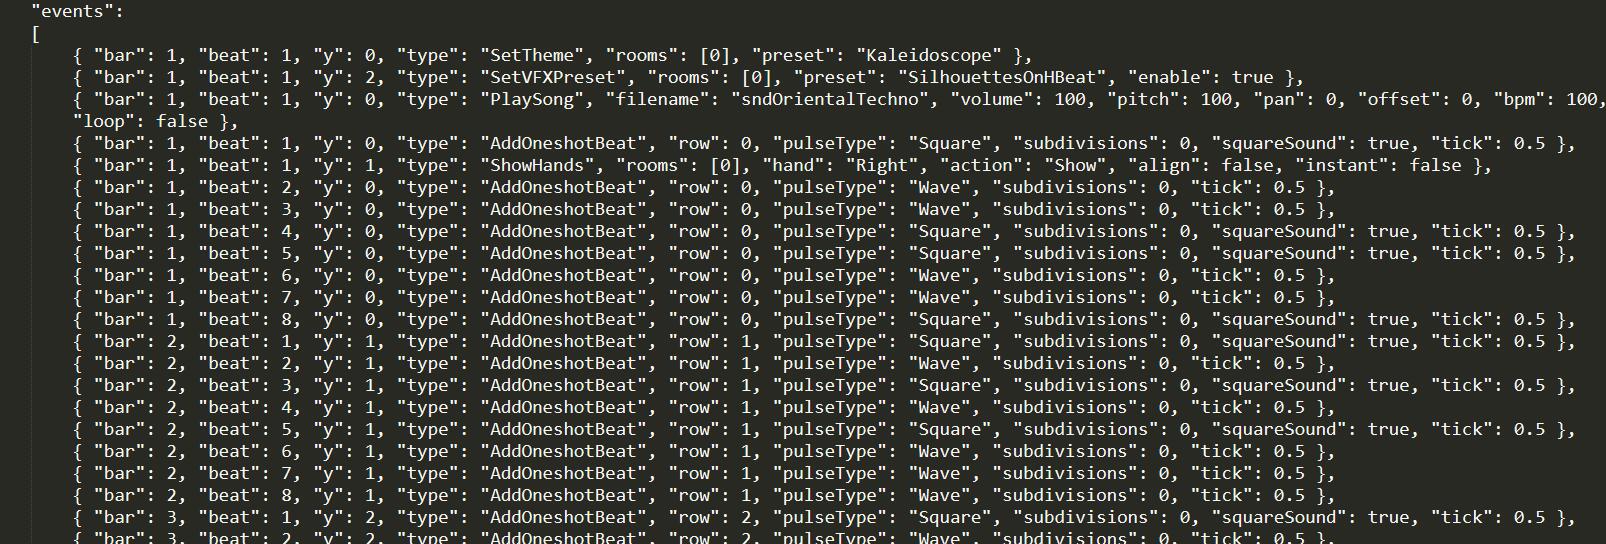 "events":
[
{ "bar": 1, "beat": 1, "y": 0, "type": "SetTheme", "rooms": [0], "preset": "Kaleidoscope" },
{ "bar": 1, "beat": 1, "y": 2, "type": "SetVFXPreset", "rooms": [0], "preset": "SilhouettesOnHBeat", "enable": true },
{ "bar": 1, "beat": 1, "y": 0, "type": "PlaySong", "filename": "sndOrientalTechno", "volume": 100, "pitch": 100, "pan": 0, "offset": 0, "bpm": 100,
"loop": false },
{ "bar": 1, "beat": 1, "y": 0, "type": "AddOneshotBeat", "row": 0, "pulseType": "Square", "subdivisions": 0, "squareSound": true, "tick": 0.5 },
{ "bar": 1, "beat": 1, "y": 1, "type": "ShowHands", "rooms": [0], "hand": "Right", "action": "Show", "align": false, "instant": false },
{ "bar": 1, "beat": 2, "y": 0, "type": "AddOneshotBeat", "row": 0, "pulseType": "Wave", "subdivisions": 0, "tick": 0.5 },
{ "bar": 1, "beat": 3, "y": 0, "type": "AddOneshotBeat", "row": 0, "pulseType": "Wave", "subdivisions": 0, "tick": 0.5 },
{ "bar": 1, "beat": 4, "y": 0, "type": "AddOneshotBeat", "row": 0, "pulseType": "Square", "subdivisions": 0, "squareSound": true, "tick": 0.5 },
{ "bar": 1, "beat": 5, "y": 0, "type": "AddOneshotBeat", "row": 0, "pulseType": "Square", "subdivisions": 0, "squareSound": true, "tick": 0.5 },
{ "bar": 1, "beat": 6, "y": 0, "type": "AddOneshotBeat", "row": 0, "pulseType": "Wave", "subdivisions": 0, "tick": 0.5 },
{ "bar": 1, "beat": 7, "y": 0, "type": "AddOneshotBeat", "row": 0, "pulseType": "Wave", "subdivisions": 0, "tick": 0.5 },
{ "bar": 1, "beat": 8, "y": 0, "type": "AddOneshotBeat", "row": 0, "pulseType": "Square", "subdivisions": 0, "squareSound": true, "tick": 0.5 },
{ "bar": 2, "beat": 1, "y": 1, "type": "AddOneshotBeat", "row": 1, "pulseType": "Square", "subdivisions": 0, "squareSound": true, "tick": 0.5 },
{ "bar": 2, "beat": 2, "y": 1, "type": "AddOneshotBeat", "row": 1, "pulseType": "Wave", "subdivisions": 0, "tick": 0.5 },
{ "bar": 2, "beat": 3, "y": 1, "type": "AddOneshotBeat", "row": 1, "pulseType": "Square", "subdivisions": 0, "squareSound": true, "tick": 0.5 },
{ "bar": 2, "beat": 4, "y": 1, "type": "AddOneshotBeat", "row": 1, "pulseType": "Wave", "subdivisions": 0, "tick": 0.5 },
{ "bar": 2, "beat": 5, "y": 1, "type": "AddOneshotBeat", "row": 1, "pulseType": "Square", "subdivisions": 0, "squareSound": true, "tick": 0.5 },
{ "bar": 2, "beat": 6, "y": 1, "type": "AddOneshotBeat", "row": 1, "pulseType": "Wave", "subdivisions": 0, "tick": 0.5 },
{ "bar": 2, "beat": 7, "y": 1, "type": "AddOneshotBeat", "row": 1, "pulseType": "Wave", "subdivisions": 0, "tick": 0.5 },
{ "bar": 2, "beat": 8, "y": 1, "type": "AddOneshotBeat", "row": 1, "pulseType": "Wave", "subdivisions": 0, "tick": 0.5 },
{ "bar": 3, "beat": 1, "y": 2, "type": "AddOneshotBeat", "row": 2, "pulseType": "Square", "subdivisions": 0, "squareSound": true, "tick": 0.5 },
{ "bar": 3, "beat": 2, "y": 2, "type": "AddOneshotBeat", "row": 2, "pulseType": "Wave", "subdivisions": 0, "tick": 0.5 },